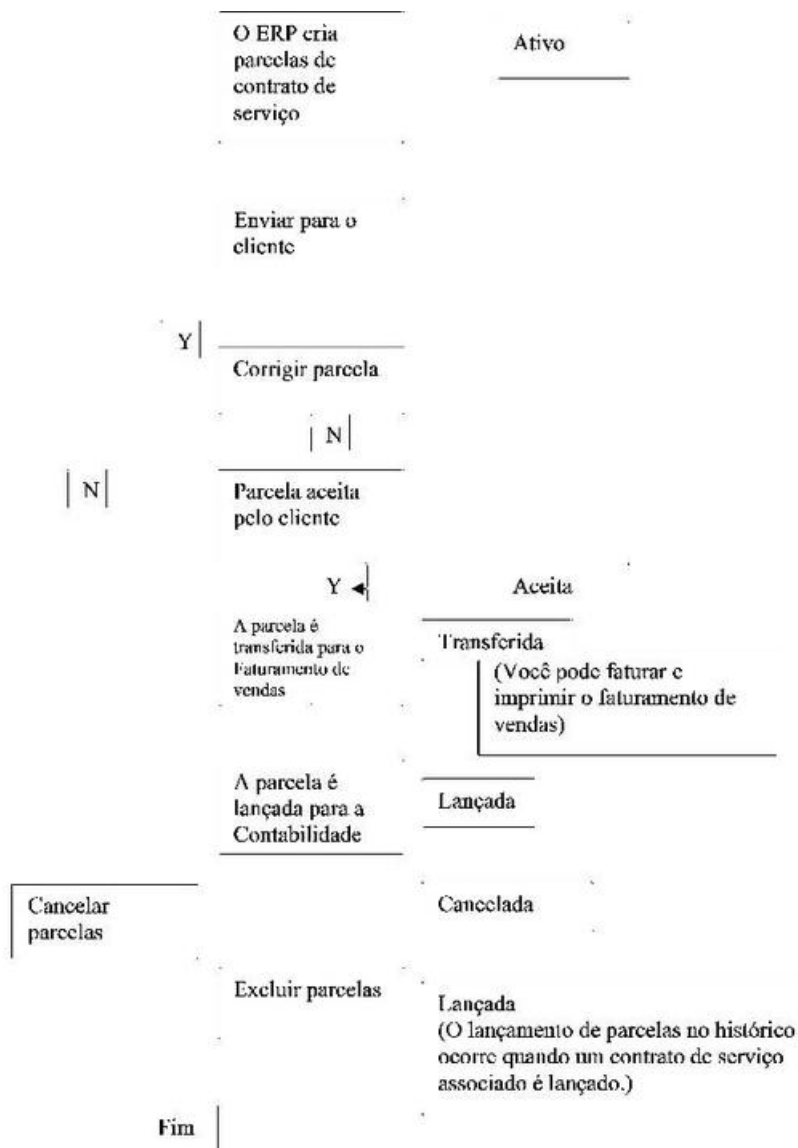 O ERP cria
parcelas de
contrato de
serviço
Ativo
Enviar para o
cliente
Y
Corrigir parcela
N
N
Parcela aceita
pelo cliente
Y
Aceita
A parcela é
transferida para o
Faturamento de
vendas
Transferida
(Você pode faturar e
imprimir o faturamento de
vendas)
A parcela é
lançada para a
Contabilidade
Lançada
Cancelar
parcelas
Cancelada
Excluir parcelas
Lançada
(O lançamento de parcelas no histórico
ocorre quando um contrato de serviço
associado é lançado.)
Fim